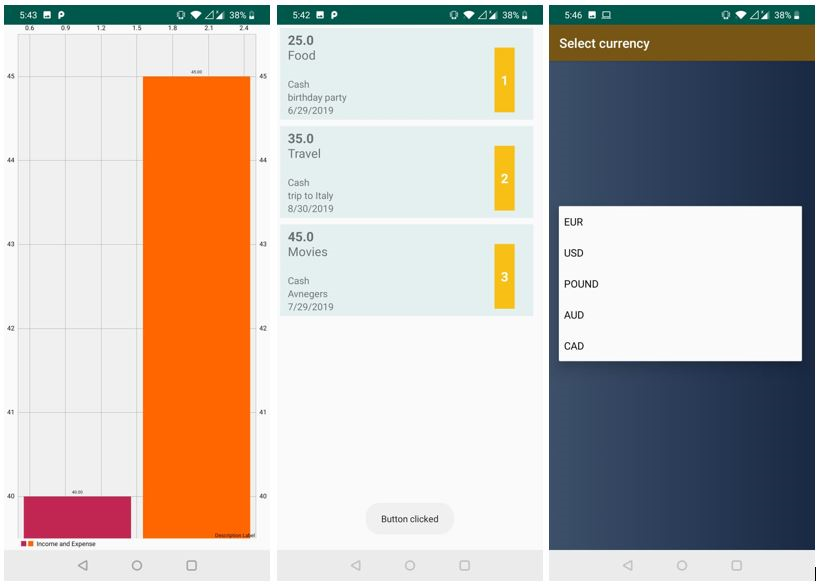 5:43 38%
0.6 0.9 1.2 1.5 1.8 2.1 2.4
45.00
45 45
44 44
43 43
42 42
41 41
40.00
40 40
Description Label
Income and Expense
5:42 38%
25.0
Food
1
Cash
birthday party
6/29/2019
35.0
Travel
2
Cash
trip to Italy
8/30/2019
45.0
Movies
3
Cash
Avnegers
7/29/2019
Button clicked
5:46 38%
Select currency
EUR
USD
POUND
AUD
CAD